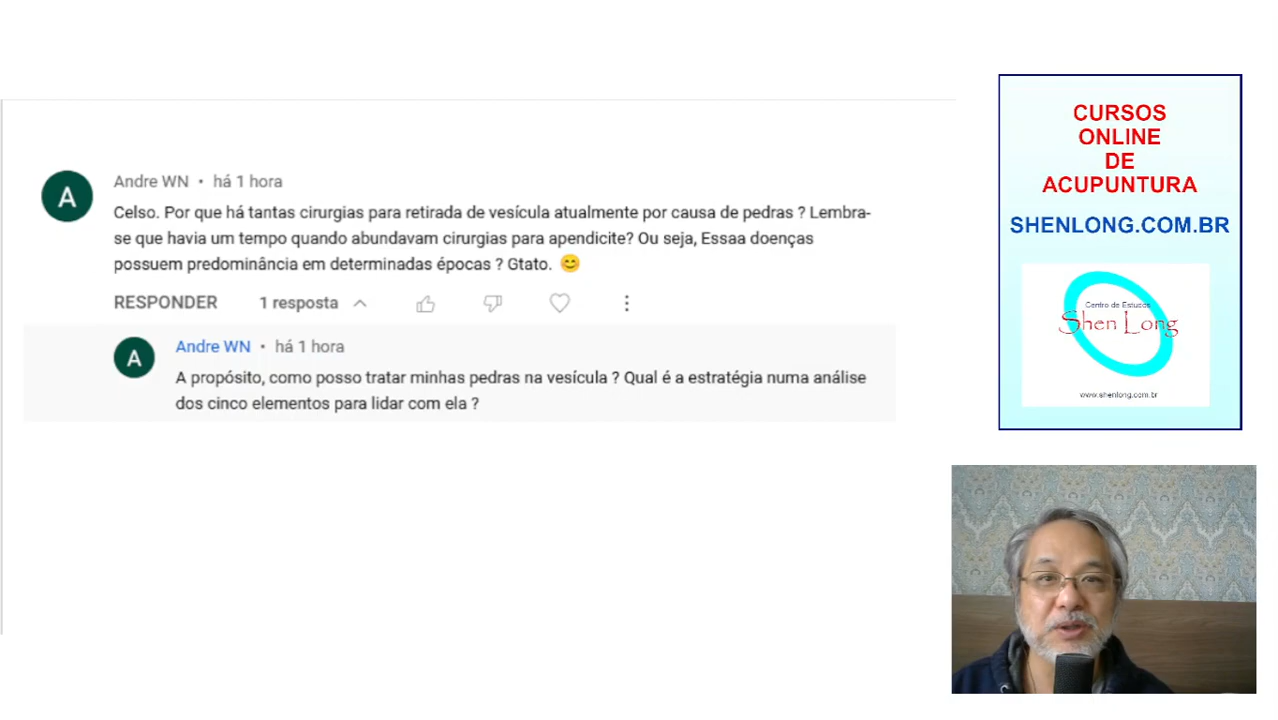 Andre WN • há 1 hora
Celso. Por que há tantas cirurgias para retirada de vesícula atualmente por causa de pedras ? Lembra-
se que havia um tempo quando abundavam cirurgias para apendicite? Ou seja, Essaa doenças
possuem predominância em determinadas épocas ? Gtato. 😊
RESPONDER 1 resposta
Andre WN • há 1 hora
A propósito, como posso tratar minhas pedras na vesícula ? Qual é a estratégia numa análise
dos cinco elementos para lidar com ela ?
A
A
CURSOS
ONLINE
DE
ACUPUNTURA
SHENLONG.COM.BR
Centro de Estudos
Shen Long
www.shenlong.com.br